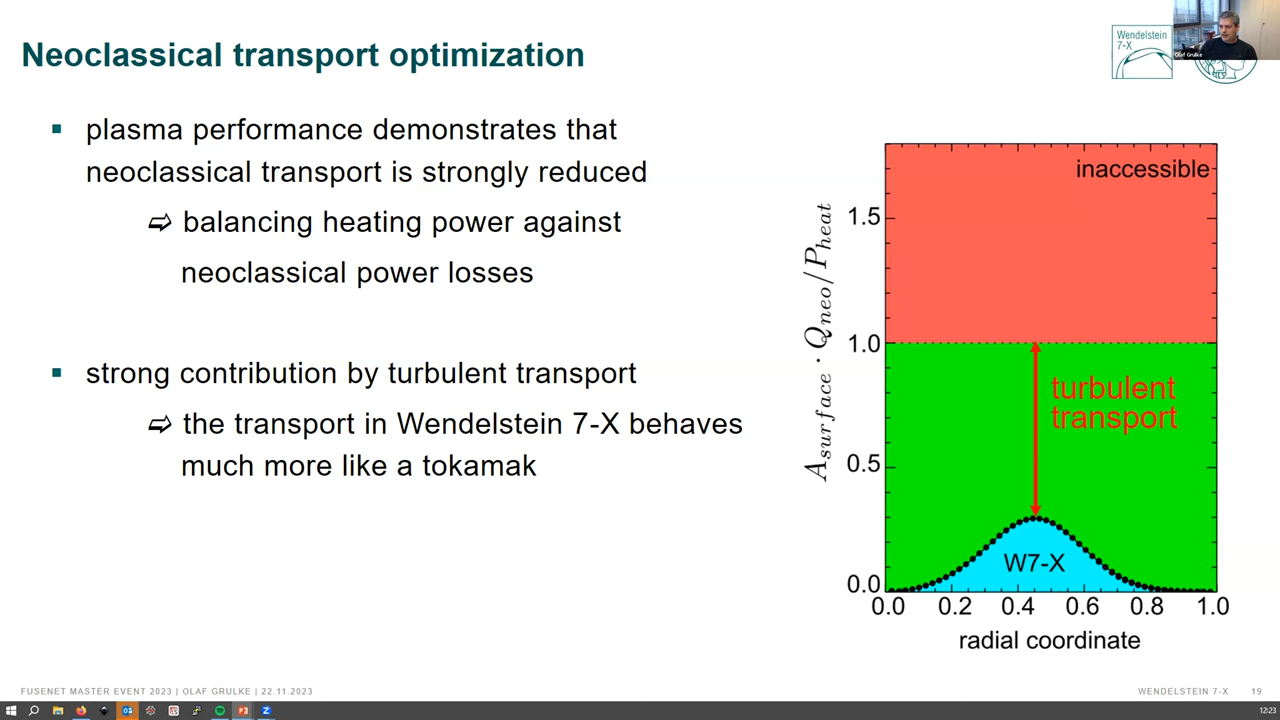 Neoclassical transport optimization
Wendelstein
7-X
Olaf Grulke
▪ plasma performance demonstrates that
neoclassical transport is strongly reduced
⇨ balancing heating power against
neoclassical power losses
▪ strong contribution by turbulent transport
⇨ the transport in Wendelstein 7-X behaves
much more like a tokamak
A_surface · Q_neo/P_heat
inaccessible
1.5
1.0
turbulent
transport
0.5
W7-X
0.0
0.0 0.2 0.4 0.6 0.8 1.0
radial coordinate
FUSENET MASTER EVENT 2023 | OLAF GRULKE | 22.11.2023
WENDELSTEIN 7-X 19
12:23